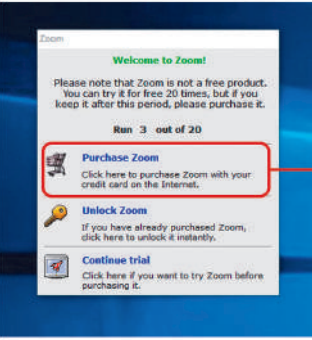 Zoom
Welcome to Zoom!
Please note that Zoom is not a free product.
You can try it for free 20 times, but if you
keep it after this period, please purchase it.
Run 3 out of 20
Purchase Zoom
Click here to purchase Zoom with your
credit card on the Internet.
Unlock Zoom
If you have already purchased Zoom,
click here to unlock it instantly.
Continue trial
Click here if you want to try Zoom before
purchasing it.